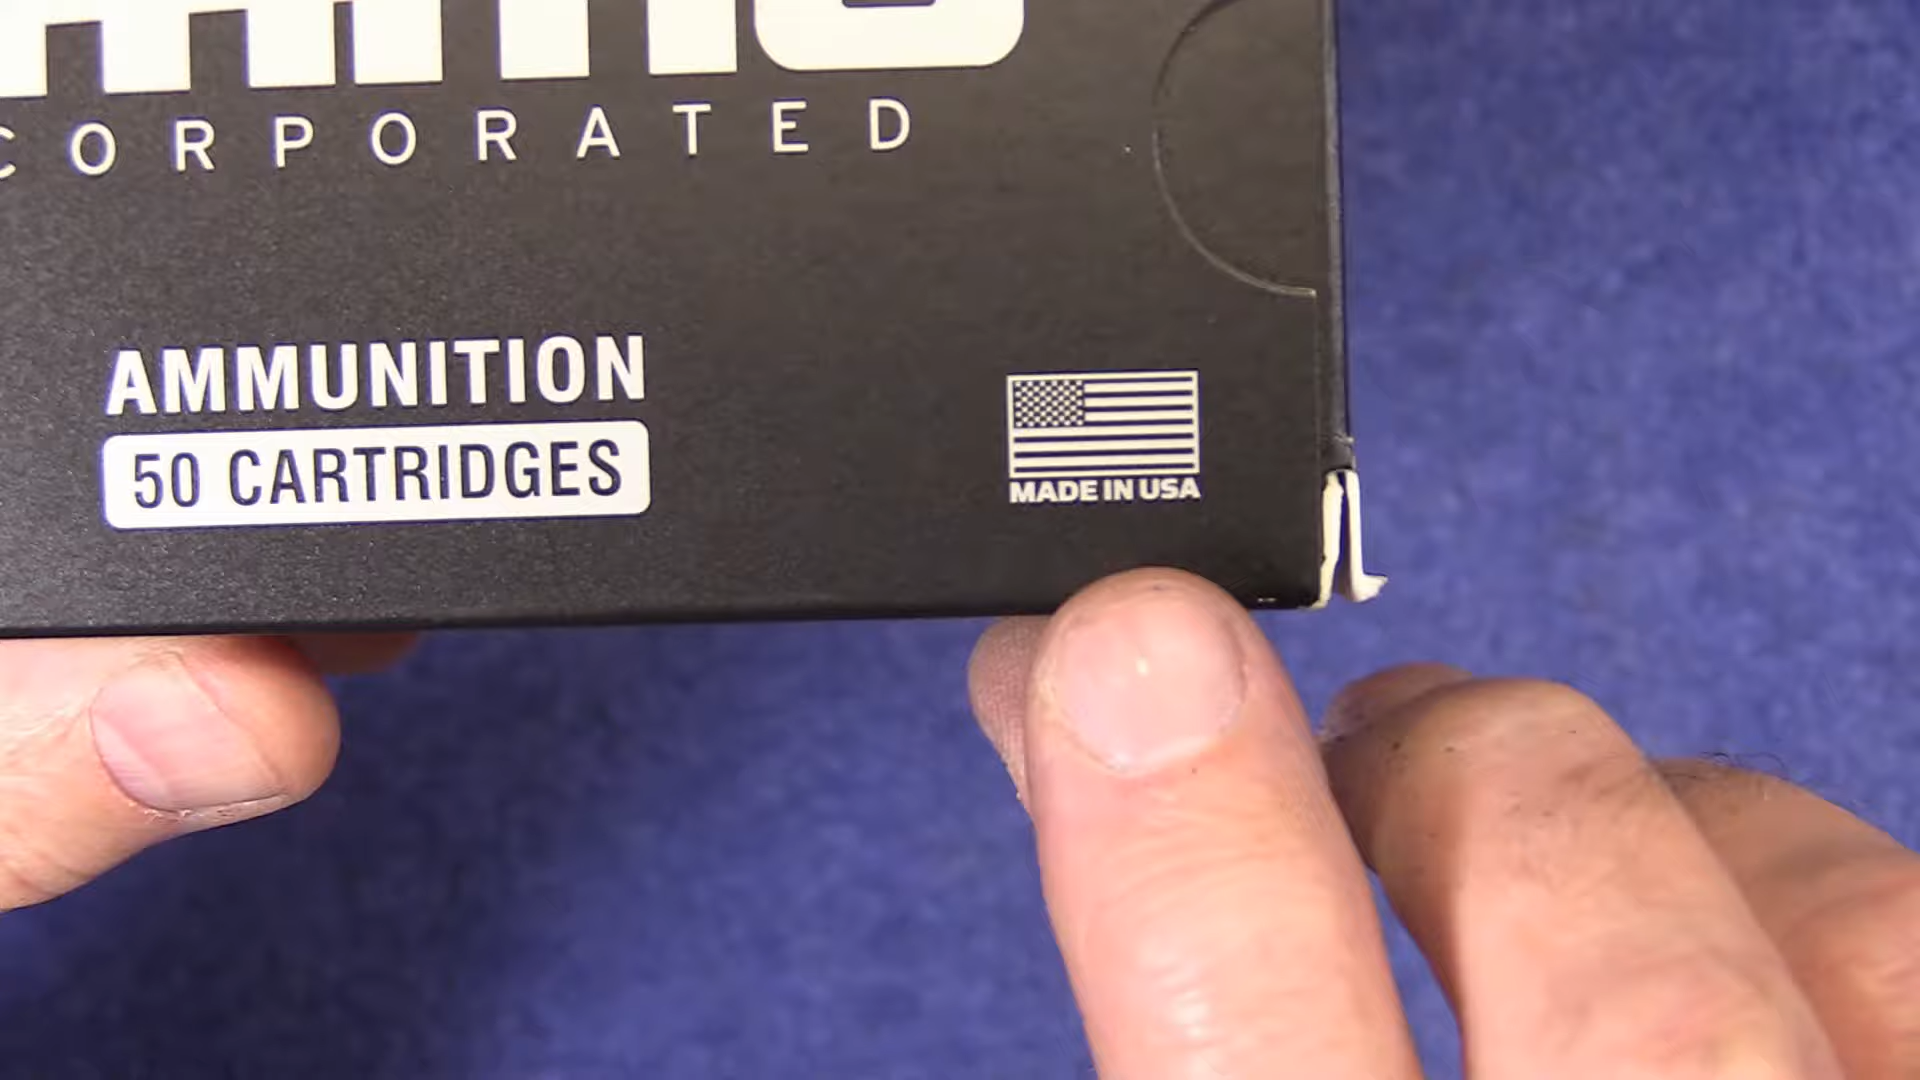 CORPORATED
AMMUNITION
50 CARTRIDGES
MADE IN USA